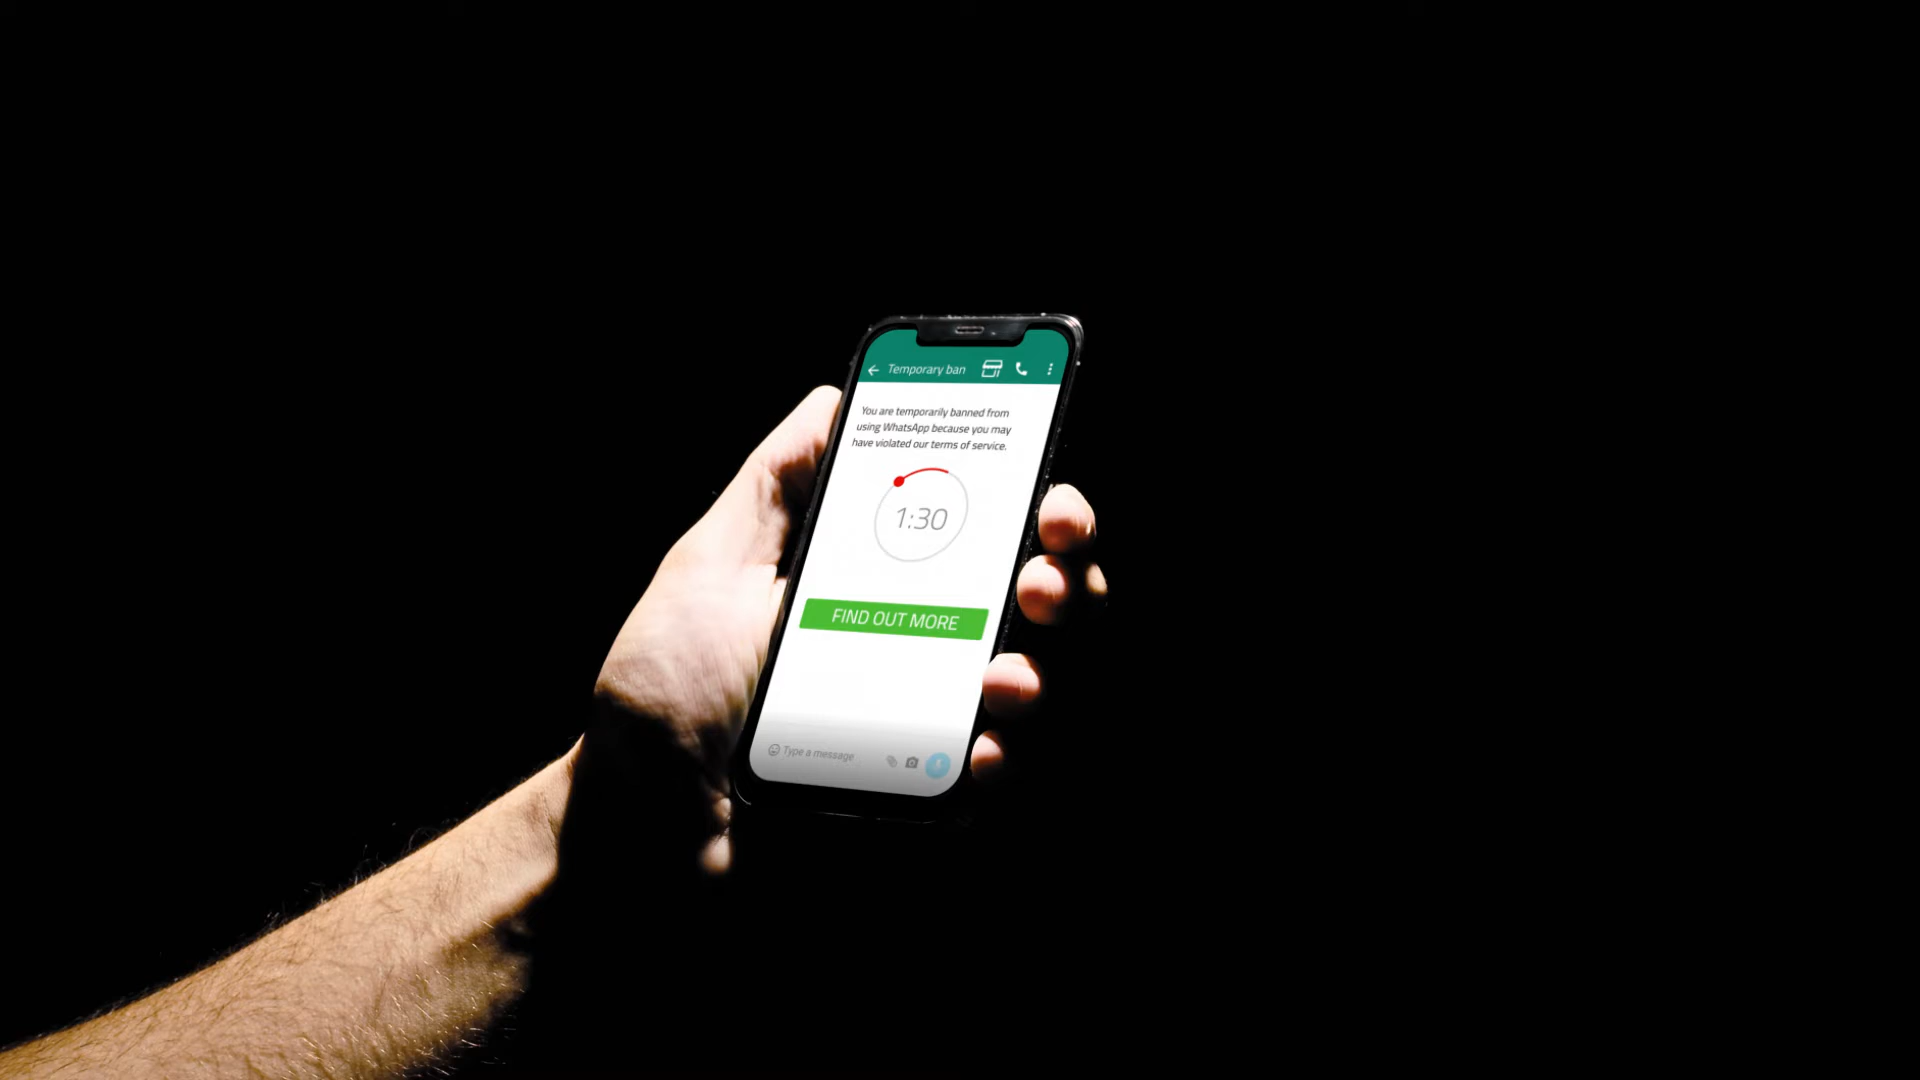 Temporary ban
You are temporarily banned from
using WhatsApp because you may
have violated our terms of service.
1:30
FIND OUT MORE
Type a message